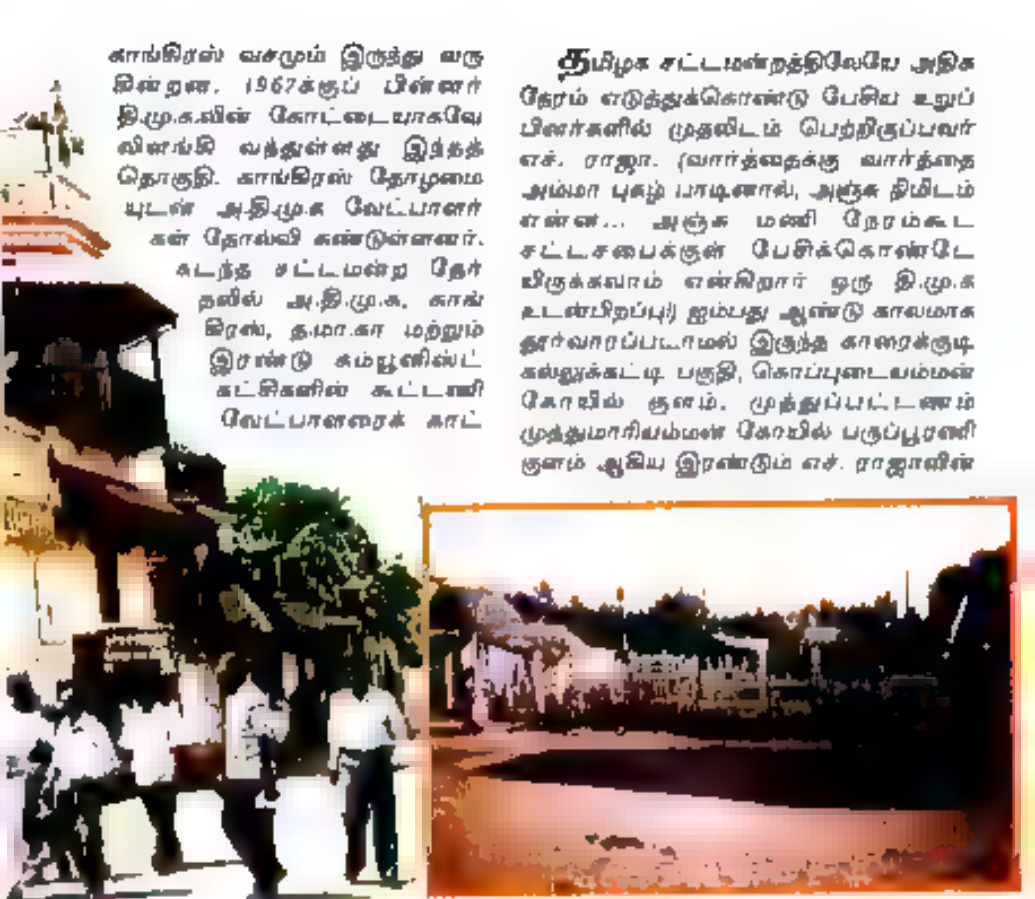 காங்கிரஸ் வசமும் இருந்து வரு
கின்றன. 1967க்குப் பின்னர்
தி.மு.க.வின் கோட்டையாகவே
விளங்கி வந்துள்ளது இந்தத்
தொகுதி. காங்கிரஸ் தோழமை
யுடன் அ.தி.மு.க வேட்பாளர்
கள் தோல்வி கண்டுள்ளனர்.
கடந்த சட்டமன்ற தேர்
தலில் அ.தி.மு.க, காங்
கிரஸ், த.மா.கா மற்றும்
இரண்டு கம்யூனிஸ்ட்
கட்சிகளின் கூட்டணி
வேட்பாளரைக் காட்
தமிழக சட்டமன்றத்திலேயே அதிக
நேரம் எடுத்துக்கொண்டு பேசிய உறுப்
பினர்களில் முதலிடம் பெற்றிருப்பவர்
எச். ராஜா. (வார்த்தைக்கு வார்த்தை
அம்மா புகழ் பாடினால், அஞ்சு நிமிடம்
என்ன... அஞ்சு மணி நேரம்கூட
சட்டசபைக்குள் பேசிக்கொண்டே
யிருக்கலாம் என்கிறார் ஒரு தி.மு.க
உடன்பிறப்பு!) ஐம்பது ஆண்டு காலமாக
தூர்வாரப்படாமல் இருந்த காரைக்குடி
கல்லுக்கட்டி பகுதி, கொப்புடையம்மன்
கோயில் குளம், முத்துப்பட்டணம்
முத்துமாரியம்மன் கோயில் பருப்பூரணி
குளம் ஆகிய இரண்டும் எச். ராஜாவின்